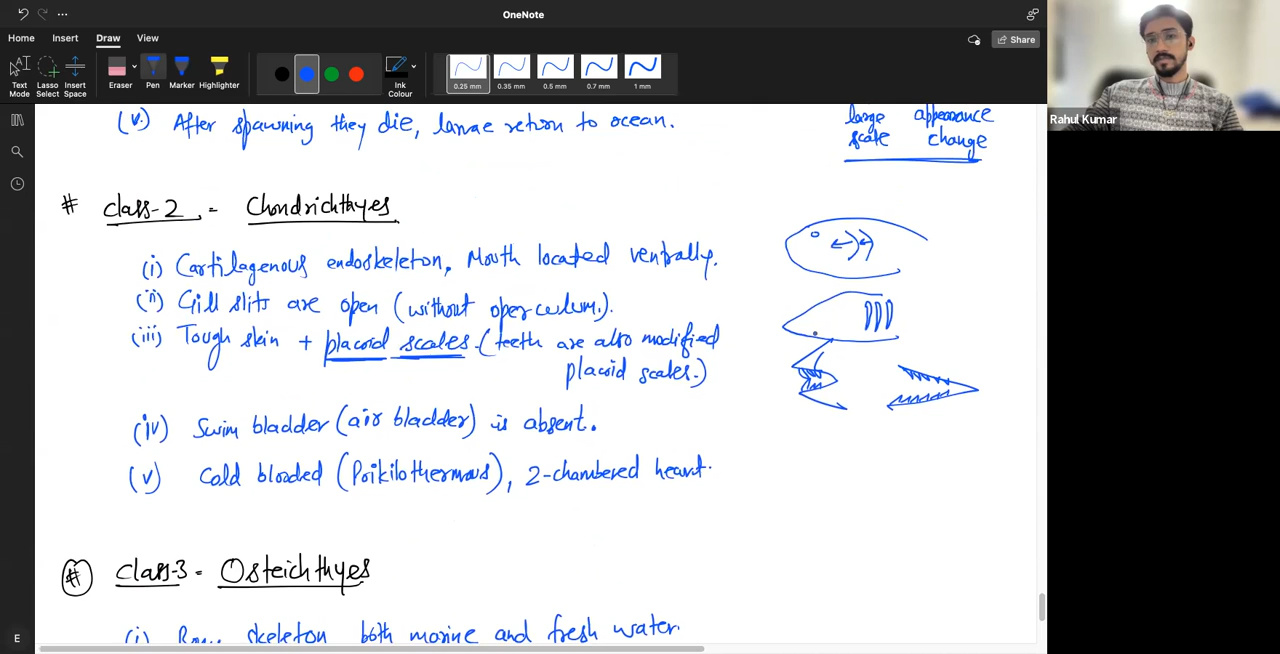 OneNote
Home Insert Draw View
Share
Text Mode
Lasso Select
Insert Space
Eraser
Pen
Marker
Highlighter
Ink Colour
0.25 mm
0.35 mm
0.5 mm
0.7 mm
1 mm
Rahul Kumar
(v.) After spawning they die, larvae return to ocean.
large appearance
scale change
# class-2 = Chondrichthyes
(i) Cartilagenous endoskeleton, Mouth located ventrally.
(ii) Gill slits are open (without operculum.).
(iii) Tough skin + placoid scales. (teeth are also modified
placoid scales.)
(iv) Swim bladder (air bladder) is absent.
(v) Cold blooded (Poikilothermous), 2-chambered heart.
# class-3 = Osteichthyes
(i) Bony skeleton both marine and fresh water.
E